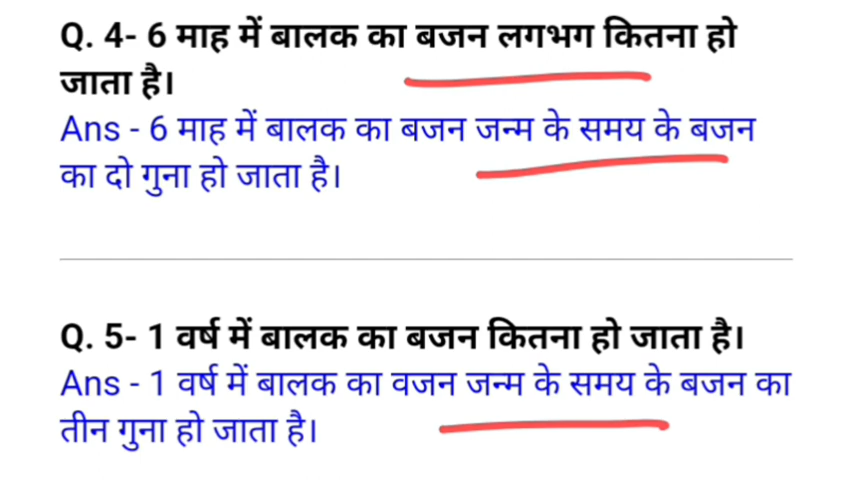 Q. 4- 6 माह में बालक का बजन लगभग कितना हो
जाता है।
Ans - 6 माह में बालक का बजन जन्म के समय के बजन
का दो गुना हो जाता है।
Q. 5- 1 वर्ष में बालक का बजन कितना हो जाता है।
Ans - 1 वर्ष में बालक का वजन जन्म के समय के बजन का
तीन गुना हो जाता है।